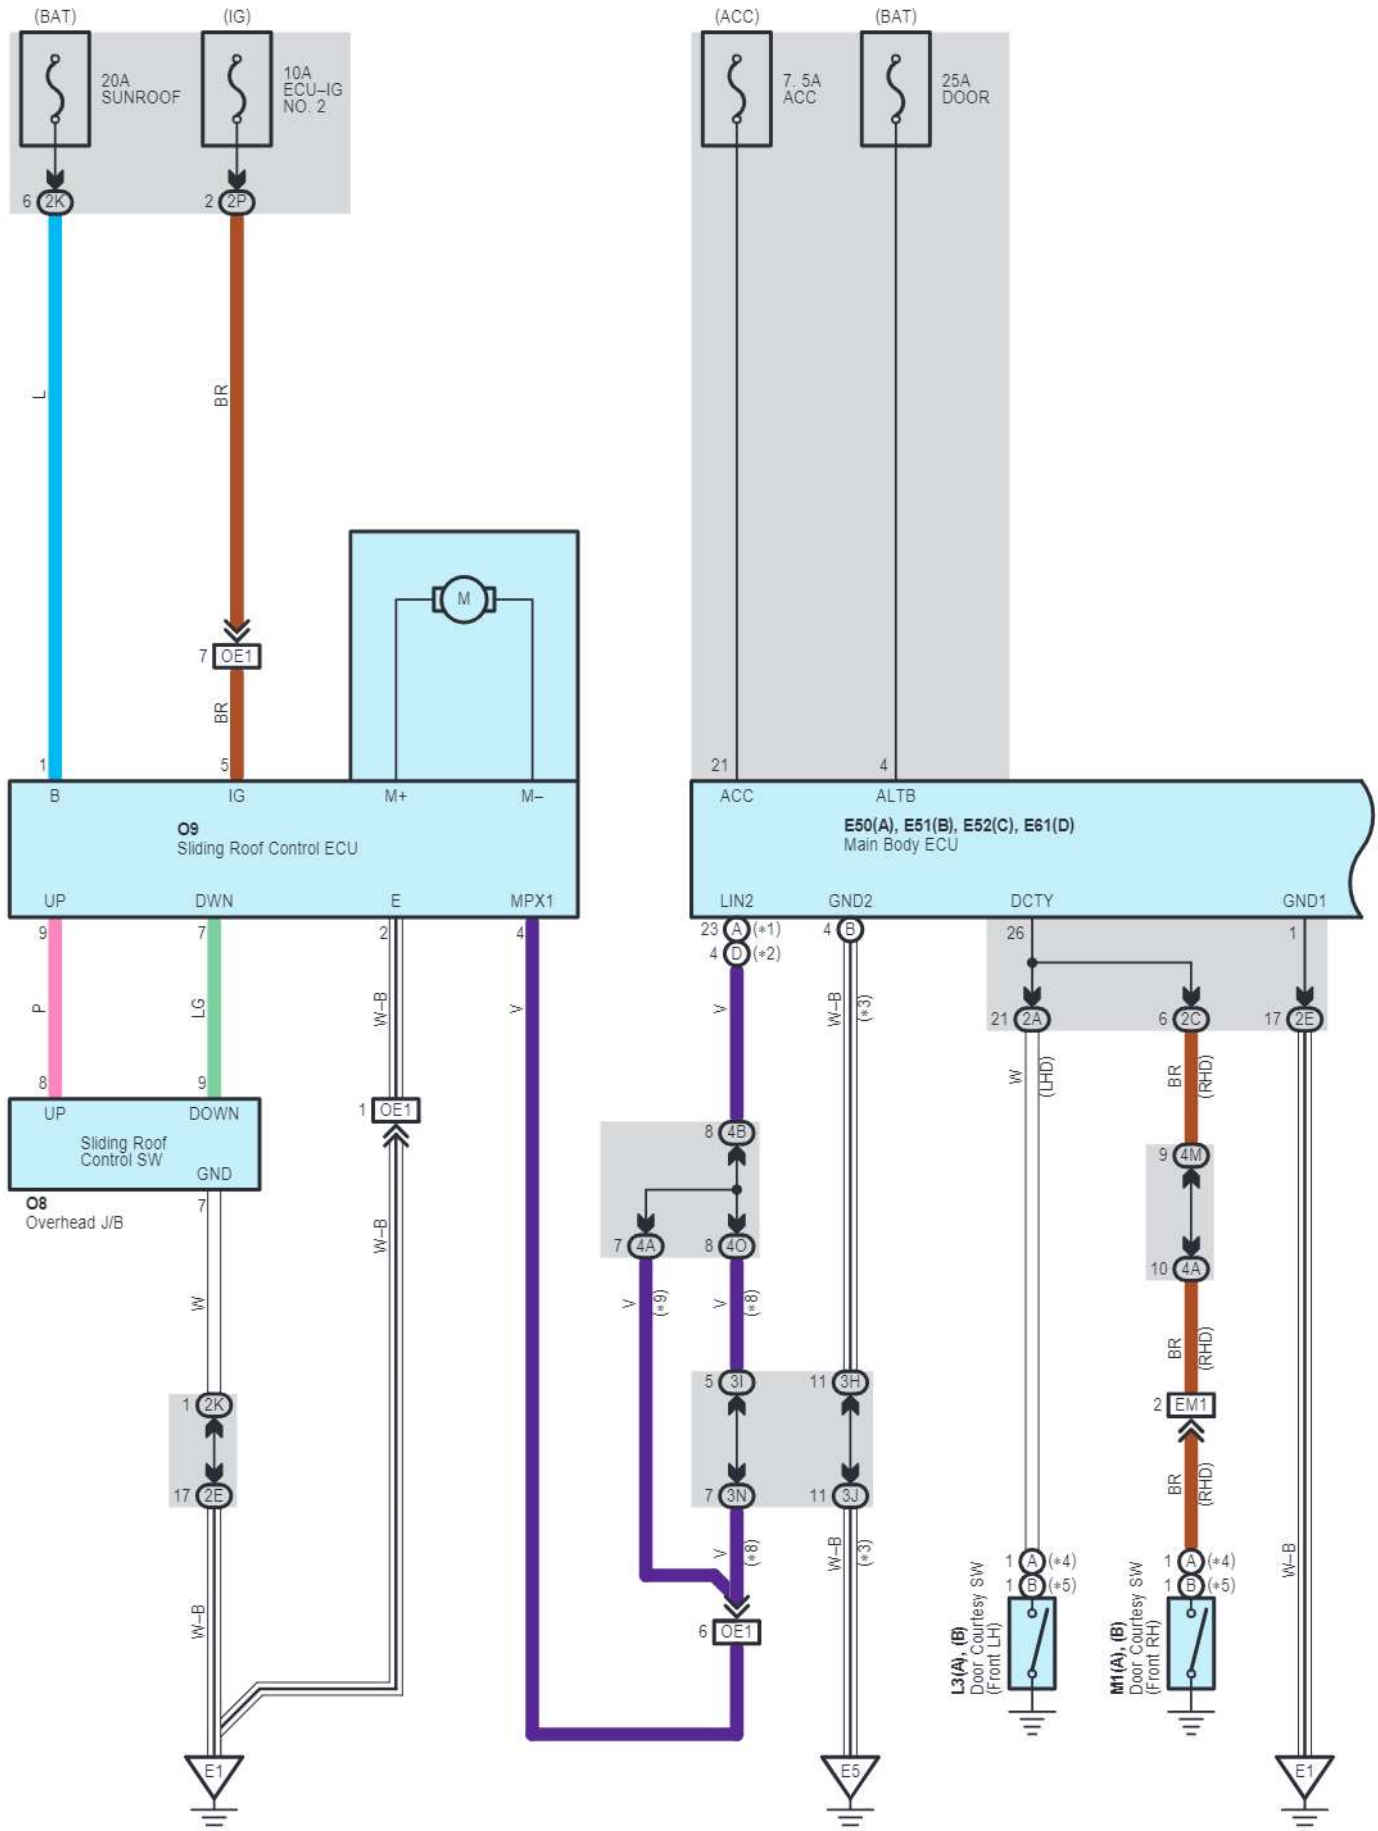 (BAT)
(IG)
(ACC)
(BAT)
20A
SUNROOF
10A
ECU–IG
NO. 2
7. 5A
ACC
25A
DOOR
6 2K
2 2P
L
BR
M
7 OE1
BR
1
5
21
4
B
IG
M+
M–
ACC
ALTB
O9
Sliding Roof Control ECU
E50(A), E51(B), E52(C), E61(D)
Main Body ECU
UP
DWN
E
MPX1
LIN2
GND2
DCTY
GND1
9
7
2
4
23 A (*1)
4 D (*2)
4 B
26
1
P
LG
W–B
V
V
W–B
(*3)
21 2A
6 2C
17 2E
W
(LHD)
BR
(RHD)
8
9
UP
DOWN
Sliding Roof
Control SW
GND
1 OE1
8 4B
9 4M
7
O8
Overhead J/B
W–B
7 4A
8 4O
10 4A
W
V
(*9)
V
(*8)
BR
(RHD)
5 3I
11 3H
1 2K
2 EM1
17 2E
7 3N
11 3J
BR
(RHD)
V
(*8)
W–B
(*3)
1 A (*4)
1 B (*5)
1 A (*4)
1 B (*5)
W–B
W–B
L3(A), (B)
Door Courtesy SW
(Front LH)
M1(A), (B)
Door Courtesy SW
(Front RH)
6 OE1
E1
E5
E1